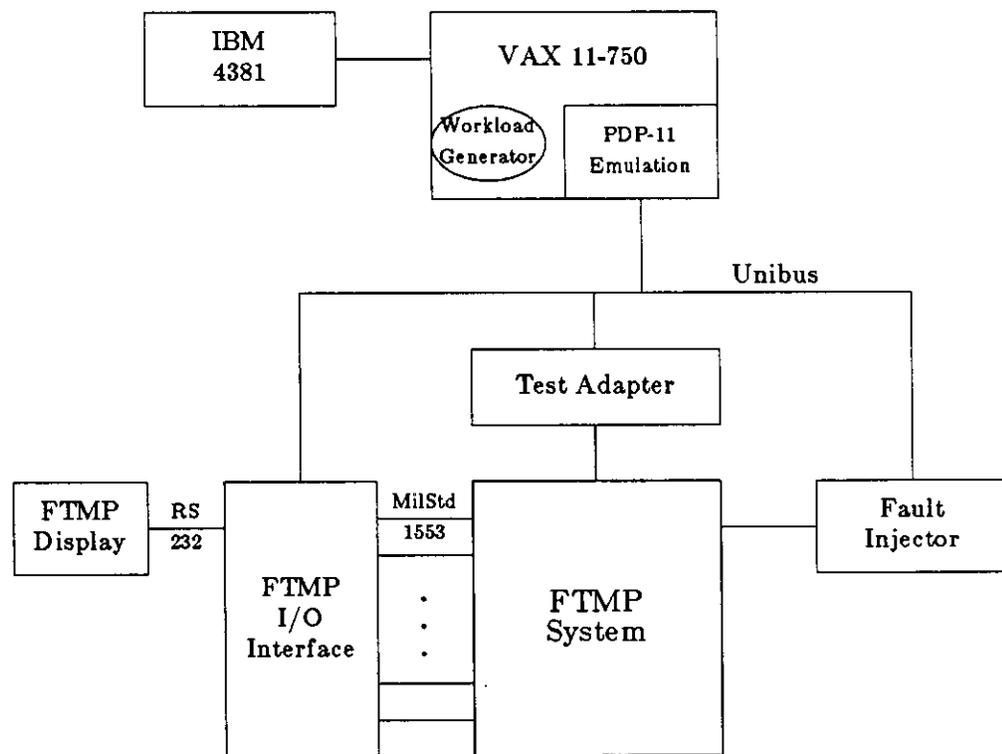 IBM
4381
VAX 11-750
Workload
Generator
PDP-11
Emulation
Unibus
Test Adapter
FTMP
Display
RS
232
FTMP
I/O
Interface
MilStd
1553
FTMP
System
Fault
Injector